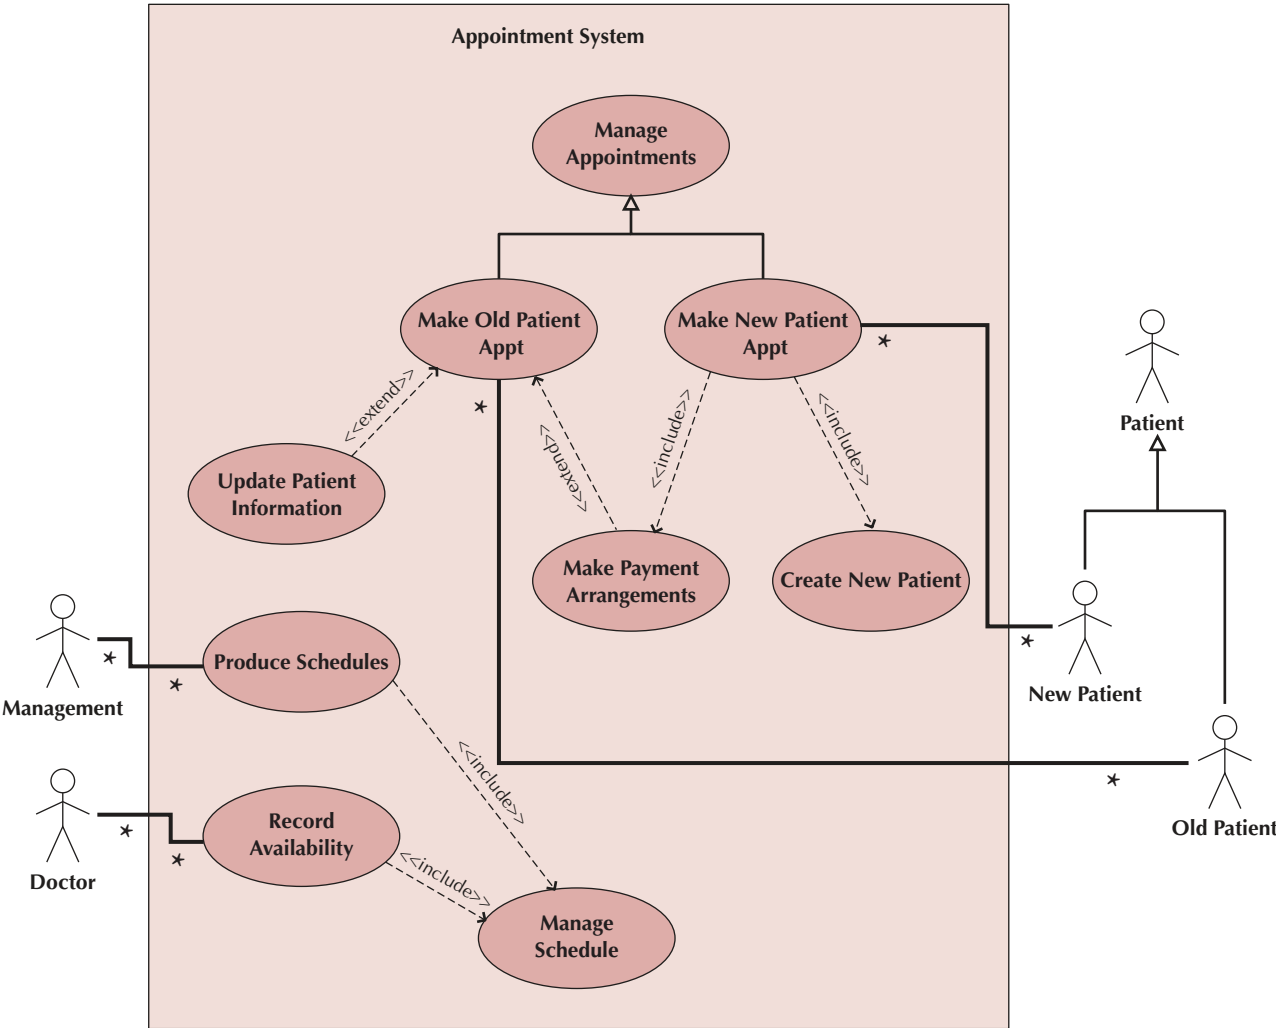 Appointment System
Manage
Appointments
Make Old Patient
Appt
Make New Patient
Appt
*
*
Patient
<<extend>>
<<extend>>
<<include>>
<<include>>
Update Patient
Information
Make Payment
Arrangements
Create New Patient
*
New Patient
Management
*
*
Produce Schedules
<<include>>
*
Old Patient
Doctor
*
*
Record
Availability
<<include>>
Manage
Schedule